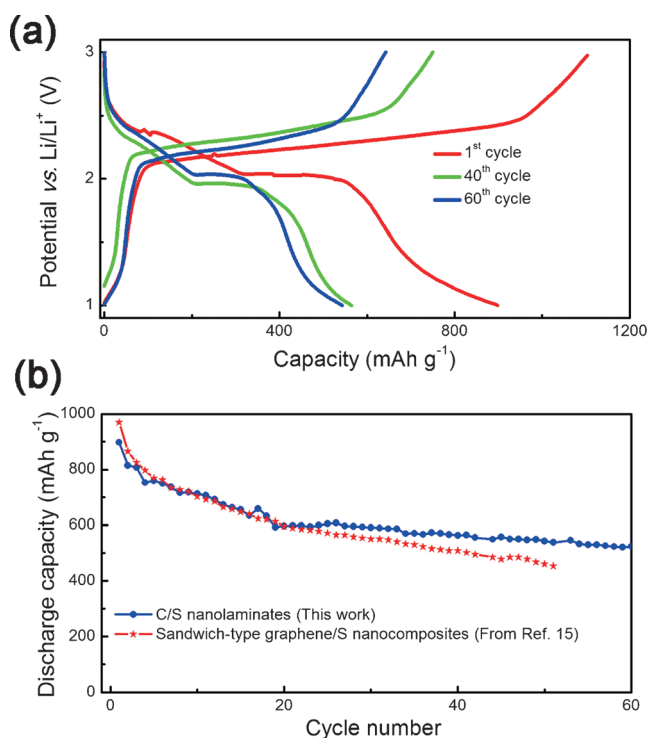 (a)
3
2
1
Potential vs. Li/Li⁺ (V)
1ˢᵗ cycle
40ᵗʰ cycle
60ᵗʰ cycle
0 400 800 1200
Capacity (mAh g⁻¹)
(b)
1000
800
600
400
200
0
Discharge capacity (mAh g⁻¹)
C/S nanolaminates (This work)
Sandwich-type graphene/S nanocomposites (From Ref. 15)
0 20 40 60
Cycle number